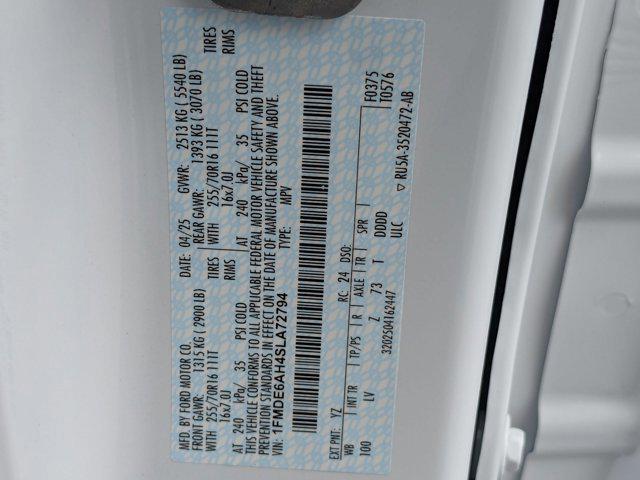 MFD. BY FORD MOTOR CO. DATE: 04/25 GVWR: 2513 KG ( 5540 LB)
FRONT GAWR: 1315 KG ( 2900 LB) REAR GAWR: 1393 KG ( 3070 LB)
WITH 255/70R16 111T TIRES WITH 255/70R16 111T TIRES
16x7.0J RIMS 16x7.0J RIMS
AT 240 kPa/ 35 PSI COLD AT 240 kPa/ 35 PSI COLD
THIS VEHICLE CONFORMS TO ALL APPLICABLE FEDERAL MOTOR VEHICLE SAFETY AND THEFT
PREVENTION STANDARDS IN EFFECT ON THE DATE OF MANUFACTURE SHOWN ABOVE.
VIN: 1FMDE6AH4SLA72794 TYPE: MPV
EXT PNT: YZ RC: 24 DSO: F0375
T0576
WB INT TR TP/PS R AXLE TR SPR
100 LV Z 73 T DDDD
ULC
3202504162447 ▽ RU5A-3520472-AB